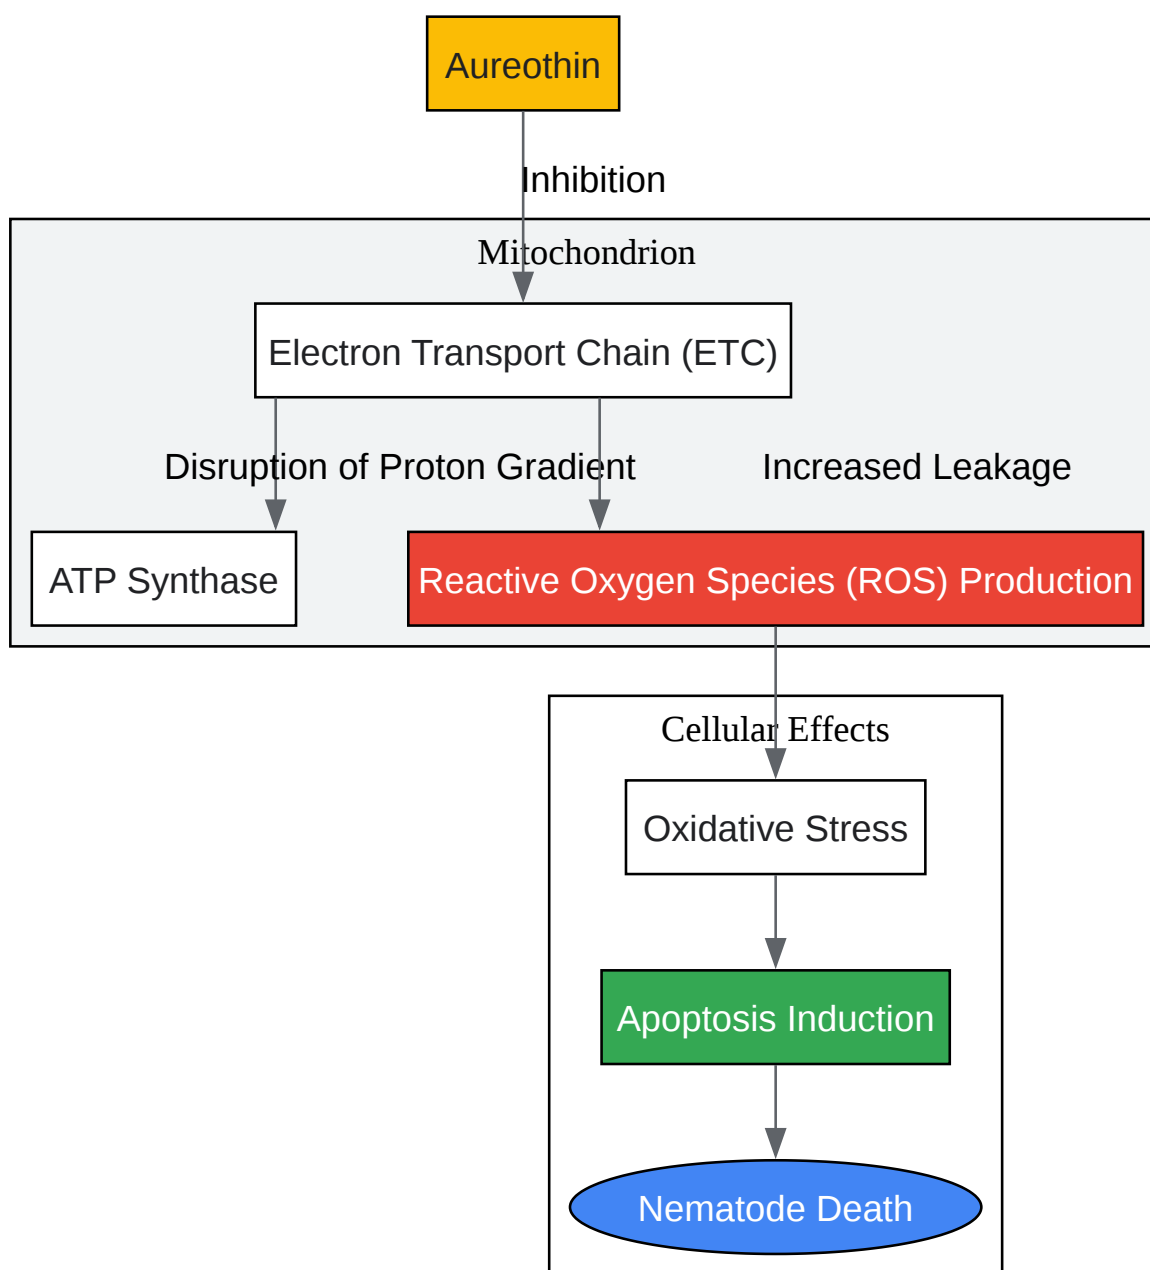 Aureothin
Inhibition
Mitochondrion
Electron Transport Chain (ETC)
Disruption of Proton Gradient
Increased Leakage
ATP Synthase
Reactive Oxygen Species (ROS) Production
Cellular Effects
Oxidative Stress
Apoptosis Induction
Nematode Death